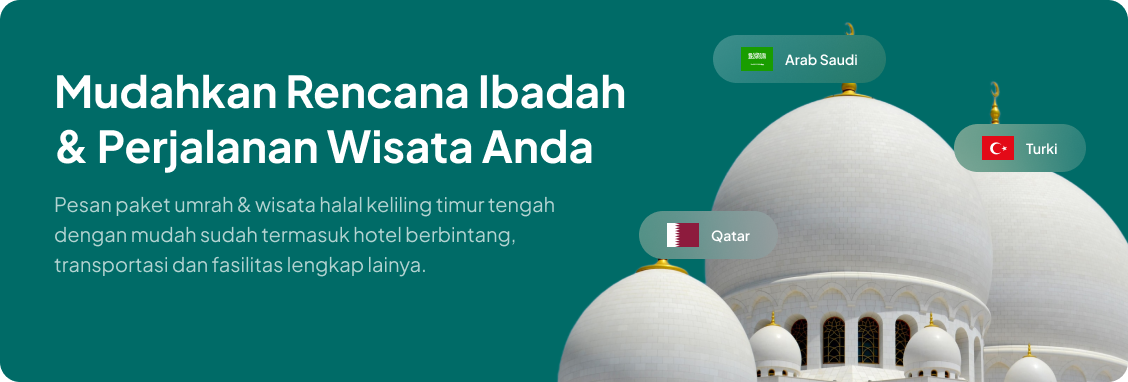 Mudahkan Rencana Ibadah
& Perjalanan Wisata Anda
Pesan paket umrah & wisata halal keliling timur tengah
dengan mudah sudah termasuk hotel berbintang,
transportasi dan fasilitas lengkap lainya.
Arab Saudi
Turki
Qatar